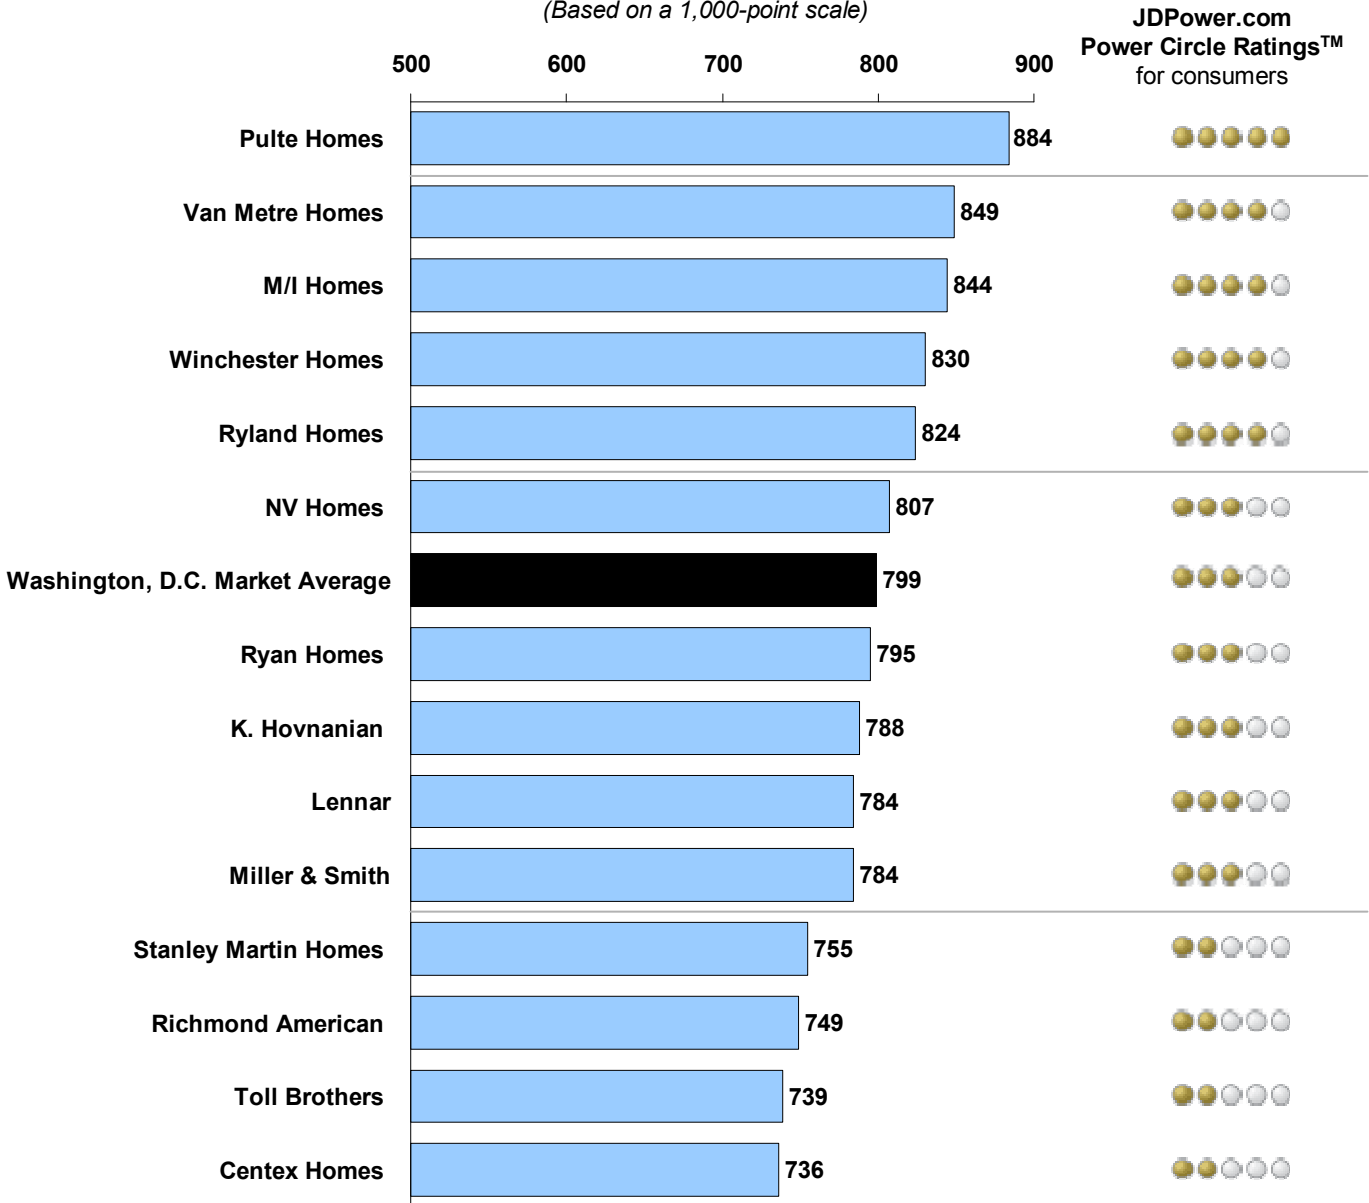 (Based on a 1,000-point scale)
JDPower.com
Power Circle Ratings™
for consumers
500 600 700 800 900
Pulte Homes 884
Van Metre Homes 849
M/I Homes 844
Winchester Homes 830
Ryland Homes 824
NV Homes 807
Washington, D.C. Market Average 799
Ryan Homes 795
K. Hovnanian 788
Lennar 784
Miller & Smith 784
Stanley Martin Homes 755
Richmond American 749
Toll Brothers 739
Centex Homes 736